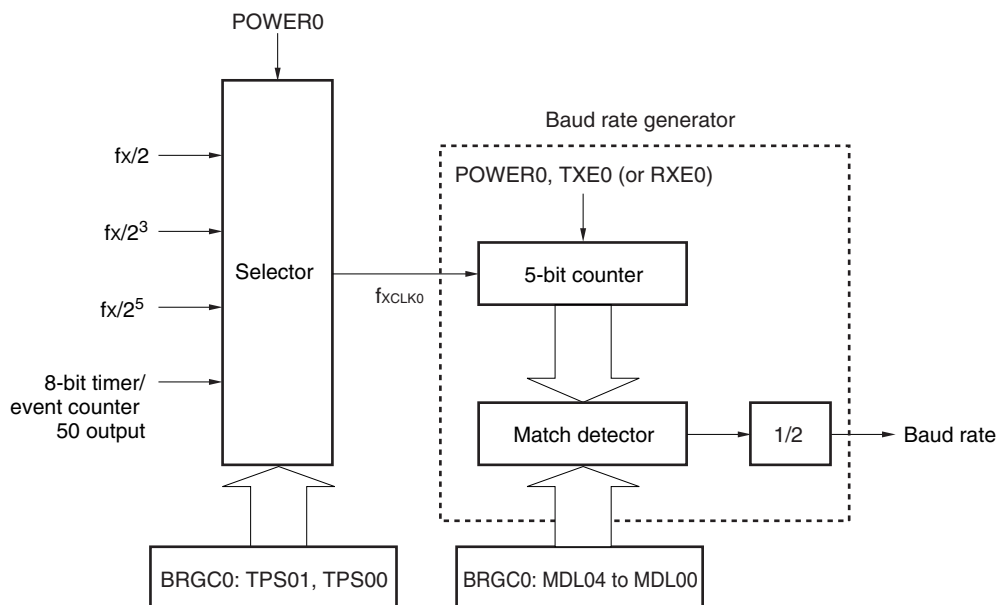 POWER0
Baud rate generator
fx/2
POWER0, TXE0 (or RXE0)
fx/2³
Selector
5-bit counter
fXCLK0
fx/2⁵
8-bit timer/
event counter
50 output
Match detector
1/2
Baud rate
BRGC0: TPS01, TPS00
BRGC0: MDL04 to MDL00